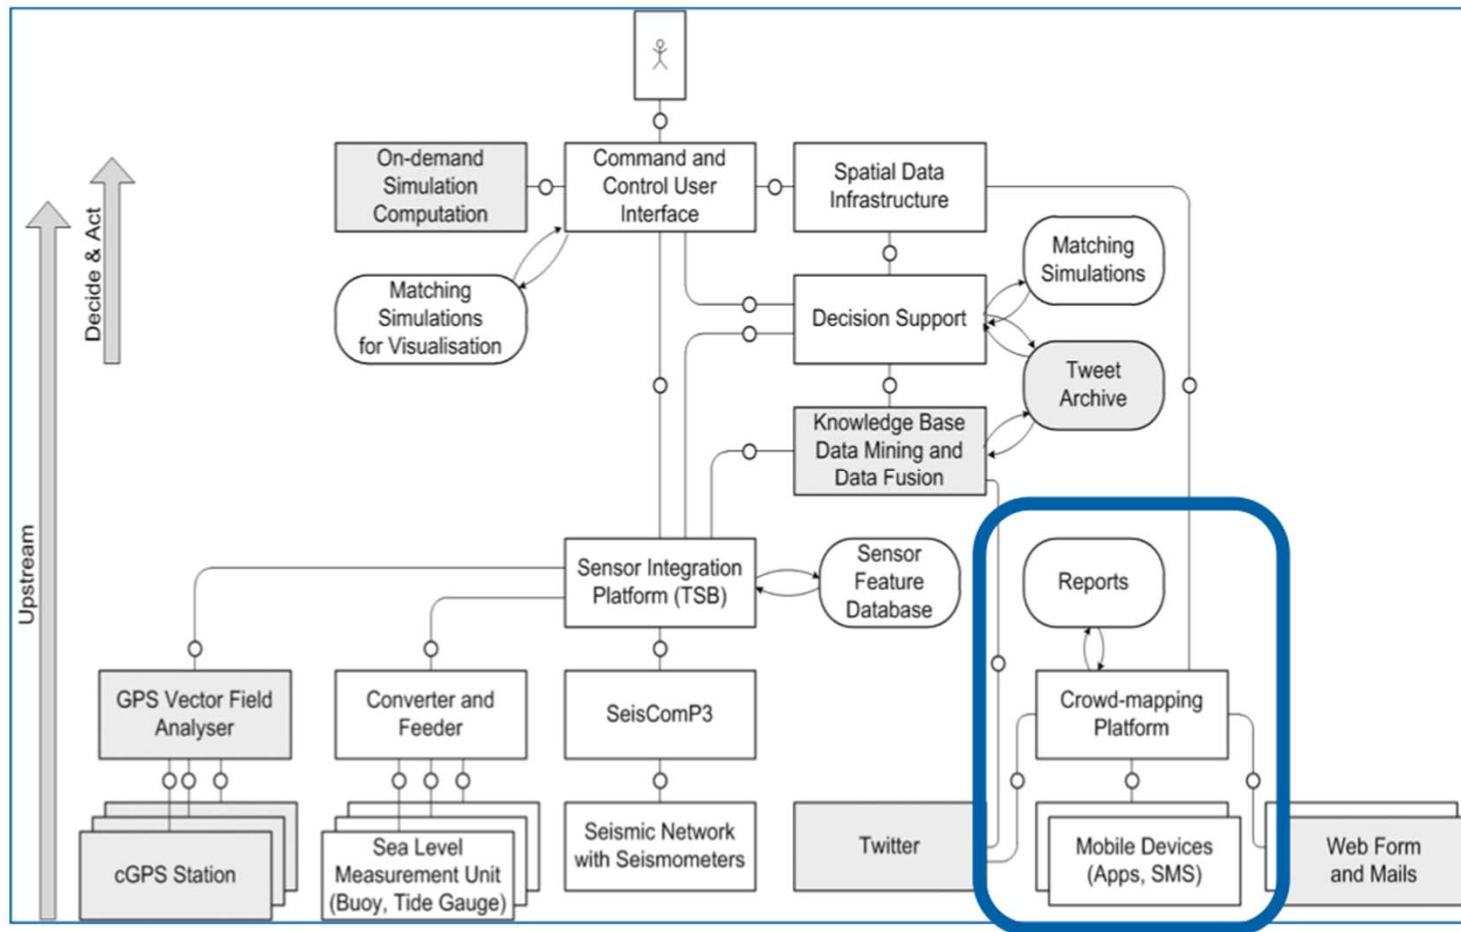 On-demand
Simulation
Computation
Command and
Control User
Interface
Spatial Data
Infrastructure
Decide & Act
Matching
Simulations
for Visualisation
Decision Support
Matching
Simulations
Tweet
Archive
Knowledge Base
Data Mining and
Data Fusion
Upstream
Sensor Integration
Platform (TSB)
Sensor
Feature
Database
Reports
GPS Vector Field
Analyser
Converter and
Feeder
SeisComP3
Crowd-mapping
Platform
cGPS Station
Sea Level
Measurement Unit
(Buoy, Tide Gauge)
Seismic Network
with Seismometers
Twitter
Mobile Devices
(Apps, SMS)
Web Form
and Mails